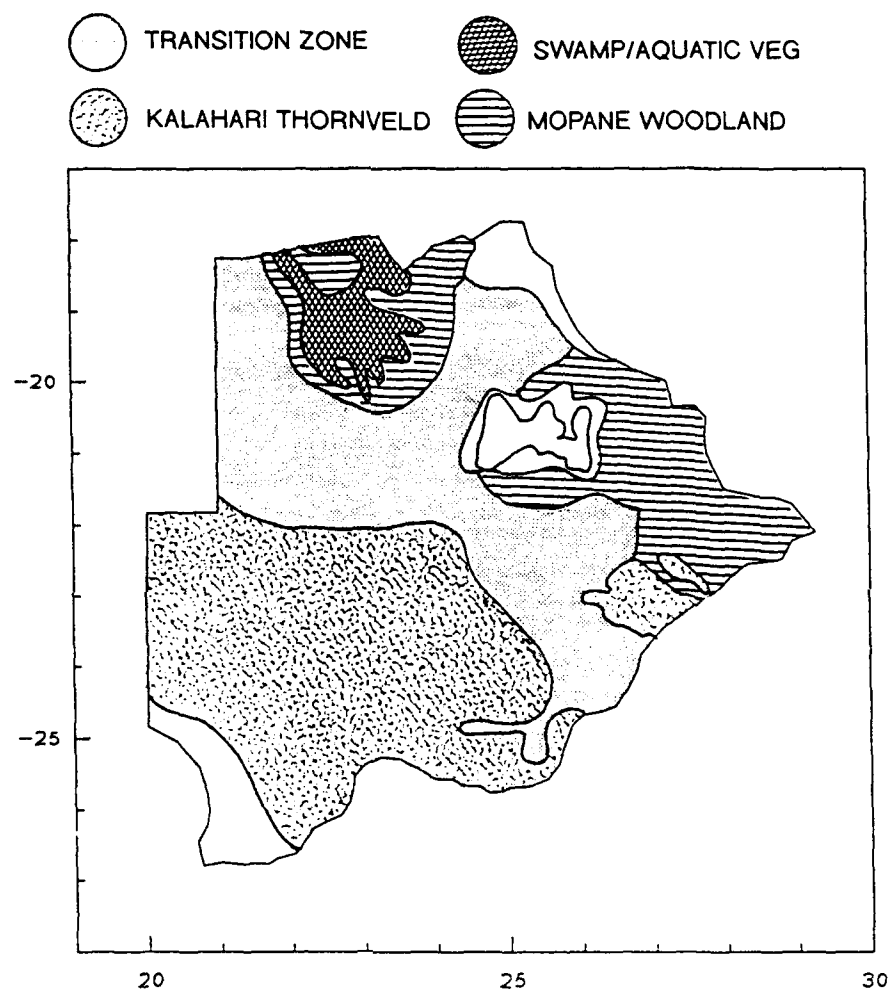 TRANSITION ZONE
SWAMP/AQUATIC VEG
KALAHARI THORNVELD
MOPANE WOODLAND
-20
-25
20
25
30